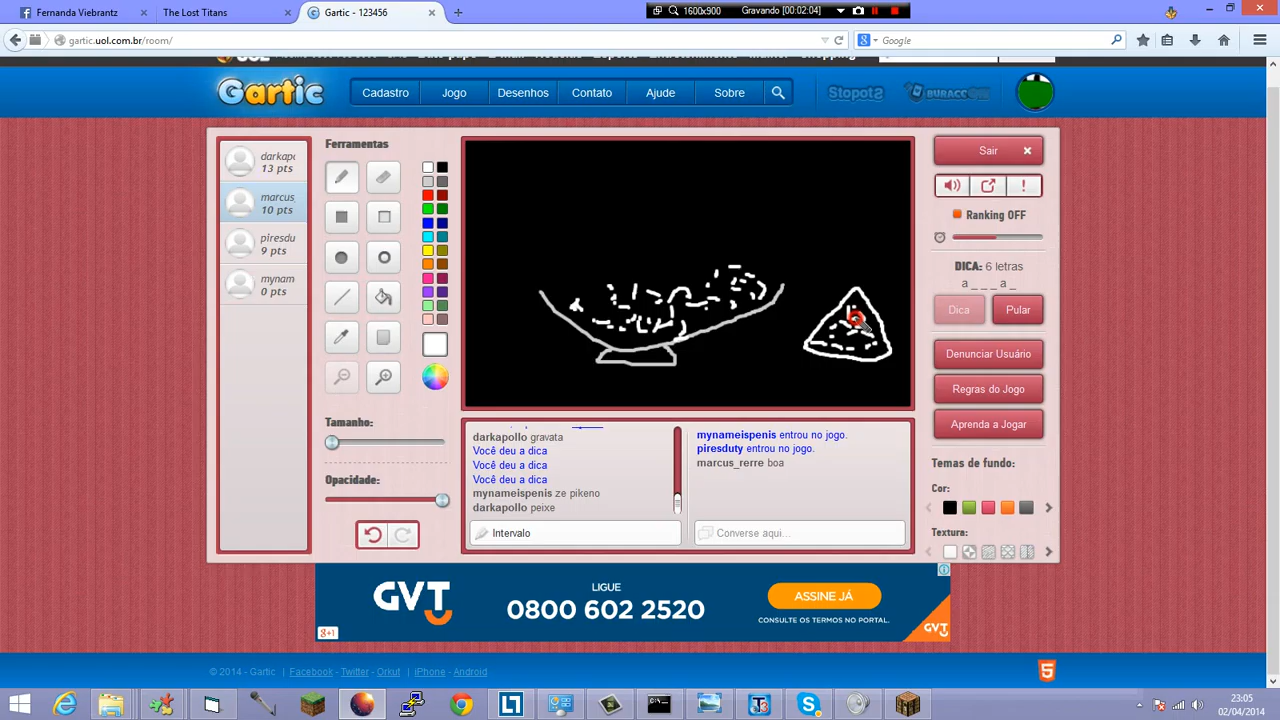 Fernanda Viebrantz
The Lost Titans
Gartic - 123456
1600x900
Gravando [00:02:04]
gartic.uol.com.br/room/
Google
Gartic
Cadastro
Jogo
Desenhos
Contato
Ajude
Sobre
StopotS
BURACCOON
darkapo
13 pts
marcus_
10 pts
piresdu
9 pts
mynam
0 pts
Ferramentas
Tamanho:
Opacidade:
Sair
Ranking OFF
DICA: 6 letras
a _ _ _ a _
Dica
Pular
Denunciar Usuário
Regras do Jogo
Aprenda a Jogar
Temas de fundo:
Cor:
Textura:
darkapollo gravata
Você deu a dica
Você deu a dica
Você deu a dica
mynameispenis ze pikeno
darkapollo peixe
Intervalo
mynameispenis entrou no jogo.
piresduty entrou no jogo.
marcus_rerre boa
Converse aqui...
GVT
LIGUE
0800 602 2520
ASSINE JÁ
CONSULTE OS TERMOS NO PORTAL.
GVT
g+1
© 2014 - Gartic | Facebook - Twitter - Orkut | iPhone - Android
23:05
02/04/2014